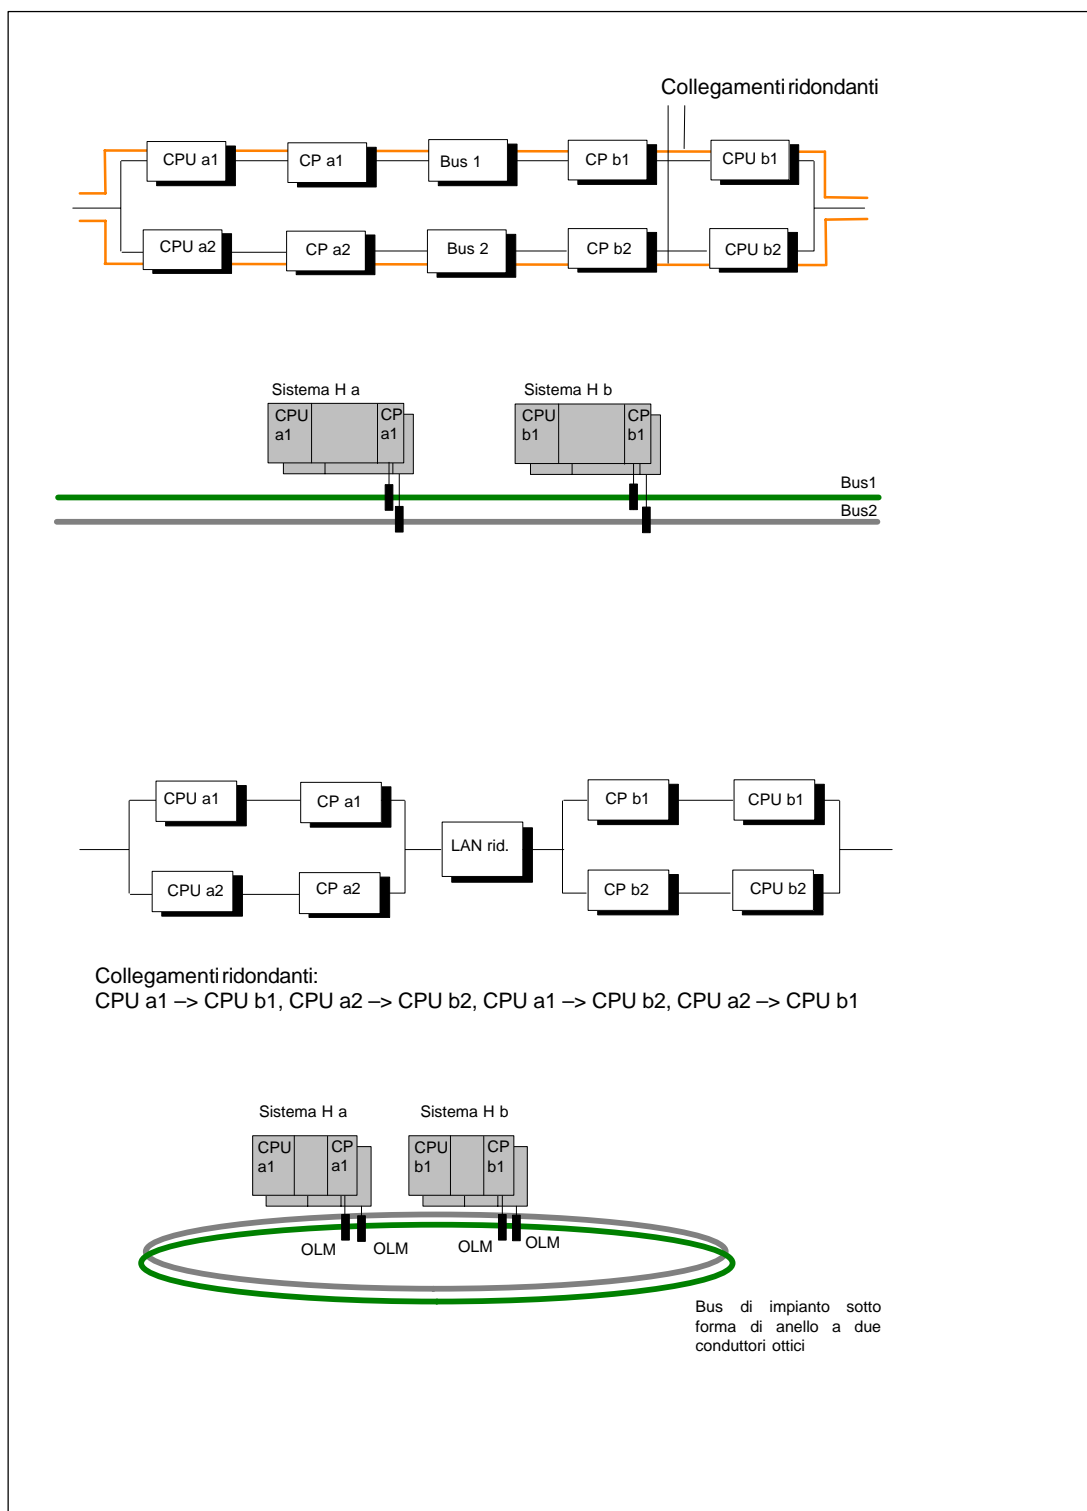 Collegamenti ridondanti
CPU a1
CP a1
Bus 1
CP b1
CPU b1
CPU a2
CP a2
Bus 2
CP b2
CPU b2
Sistema H a
Sistema H b
CPU
a1
CP
a1
CPU
b1
CP
b1
Bus1
Bus2
CPU a1
CP a1
CP b1
CPU b1
LAN rid.
CPU a2
CP a2
CP b2
CPU b2
Collegamenti ridondanti:
CPU a1 –> CPU b1, CPU a2 –> CPU b2, CPU a1 –> CPU b2, CPU a2 –> CPU b1
Sistema H a
Sistema H b
CPU
a1
CP
a1
CPU
b1
CP
b1
OLM
OLM
OLM
OLM
Bus di impianto sotto
forma di anello a due
conduttori ottici